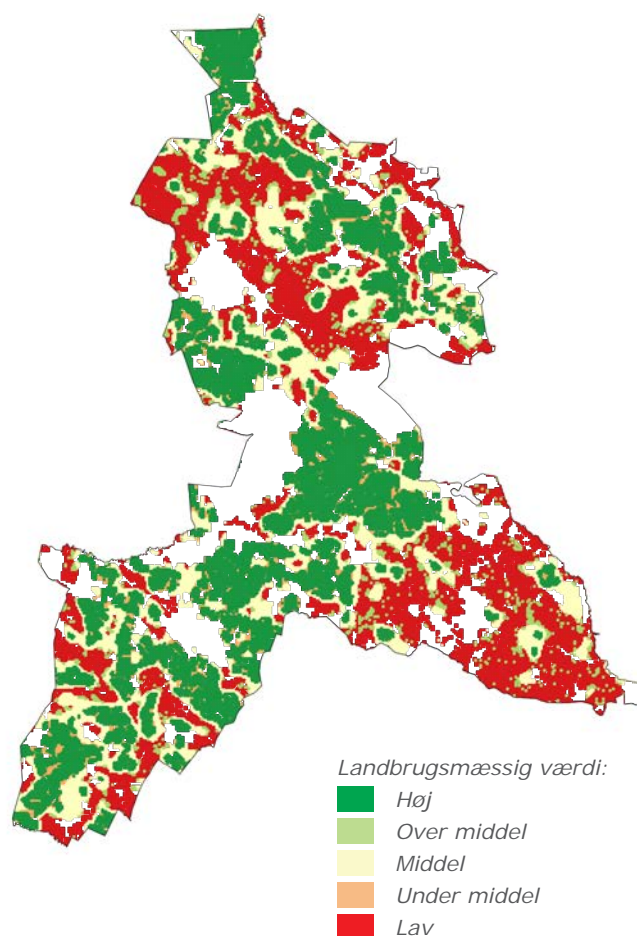 Landbrugsmæssig værdi:
Høj
Over middel
Middel
Under middel
Lav